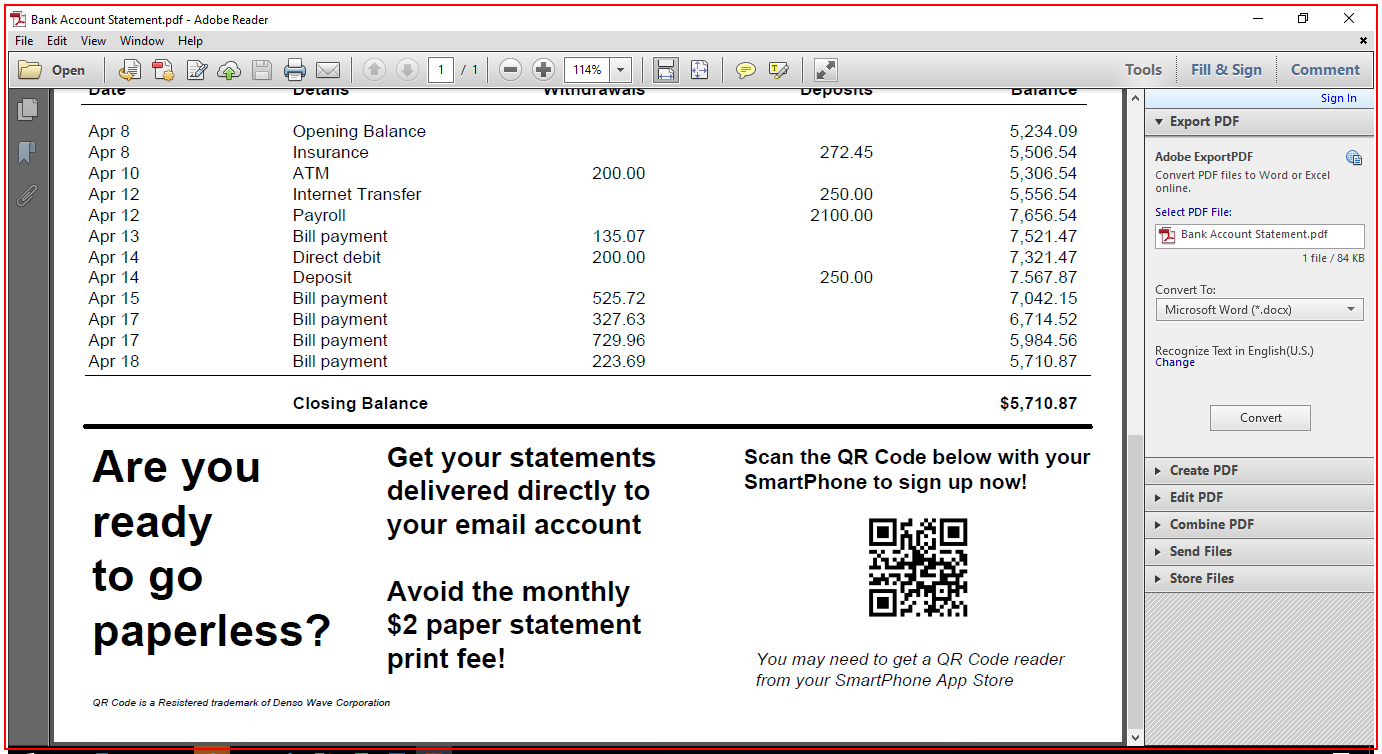 Bank Account Statement.pdf - Adobe Reader
File Edit View Window Help
Open 1 / 1 114% Tools Fill & Sign Comment
Date Details Withdrawals Deposits Balance
Apr 8 Opening Balance 5,234.09
Apr 8 Insurance 272.45 5,506.54
Apr 10 ATM 200.00 5,306.54
Apr 12 Internet Transfer 250.00 5,556.54
Apr 12 Payroll 2100.00 7,656.54
Apr 13 Bill payment 135.07 7,521.47
Apr 14 Direct debit 200.00 7,321.47
Apr 14 Deposit 250.00 7.567.87
Apr 15 Bill payment 525.72 7,042.15
Apr 17 Bill payment 327.63 6,714.52
Apr 17 Bill payment 729.96 5,984.56
Apr 18 Bill payment 223.69 5,710.87
Closing Balance $5,710.87
Are you
ready
to go
paperless?
Get your statements
delivered directly to
your email account
Avoid the monthly
$2 paper statement
print fee!
Scan the QR Code below with your
SmartPhone to sign up now!
You may need to get a QR Code reader
from your SmartPhone App Store
QR Code is a Resistered trademark of Denso Wave Corporation
Sign In
Export PDF
Adobe ExportPDF
Convert PDF files to Word or Excel
online.
Select PDF File:
Bank Account Statement.pdf
1 file / 84 KB
Convert To:
Microsoft Word (*.docx)
Recognize Text in English(U.S.)
Change
Convert
Create PDF
Edit PDF
Combine PDF
Send Files
Store Files